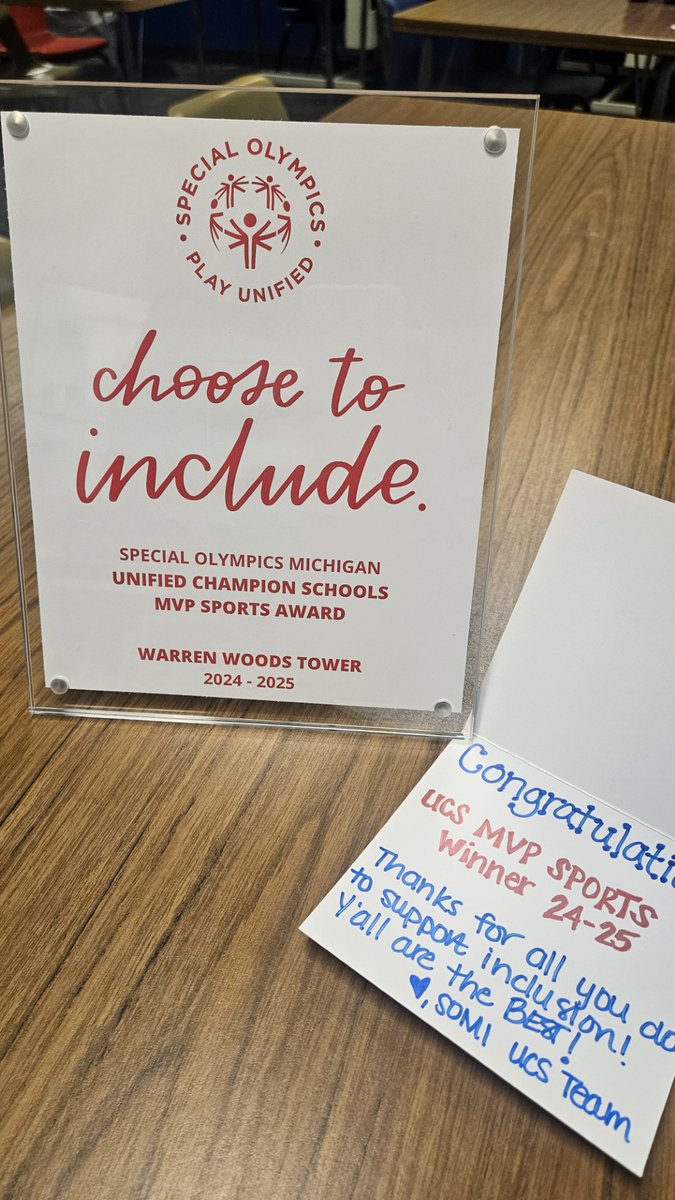 SPECIAL OLYMPICS
• PLAY UNIFIED •
choose to
include.
SPECIAL OLYMPICS MICHIGAN
UNIFIED CHAMPION SCHOOLS
MVP SPORTS AWARD
WARREN WOODS TOWER
2024 - 2025
Congratulati
UCS MVP SPORTS
Winner 24-25
Thanks for all you do
to support inclusion!
Y'all are the BEST!
♥, SOMI UCS Team